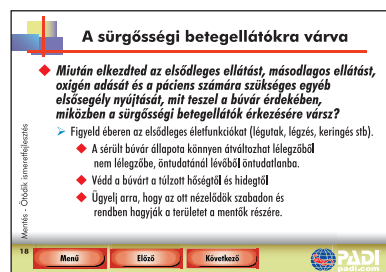 A sürgősségi betegellátókra várva
Miután elkezdted az elsődleges ellátást, másodlagos ellátást,
oxigén adását és a páciens számára szükséges egyéb
elsősegély nyújtását, mit teszel a búvár érdekében,
miközben a sürgősségi betegellátók érkezésére vársz?
Figyeld éberen az elsődleges életfunkciókat (légutak, légzés, keringés stb)
A sérült búvár állapota könnyen átváltozhat lélegzőből
nem lélegzőbe, öntudatánál lévőből öntudatlanba.
Védd a búvárt a túlzott hőségtől és hidegtől
Ügyelj arra, hogy az ott nézelődők szabadon és
rendben hagyják a területet a mentők részére.
Mentés - Ötödik ismeretfejlesztés
18
Menű
Előző
Következő
PADI
padi.com